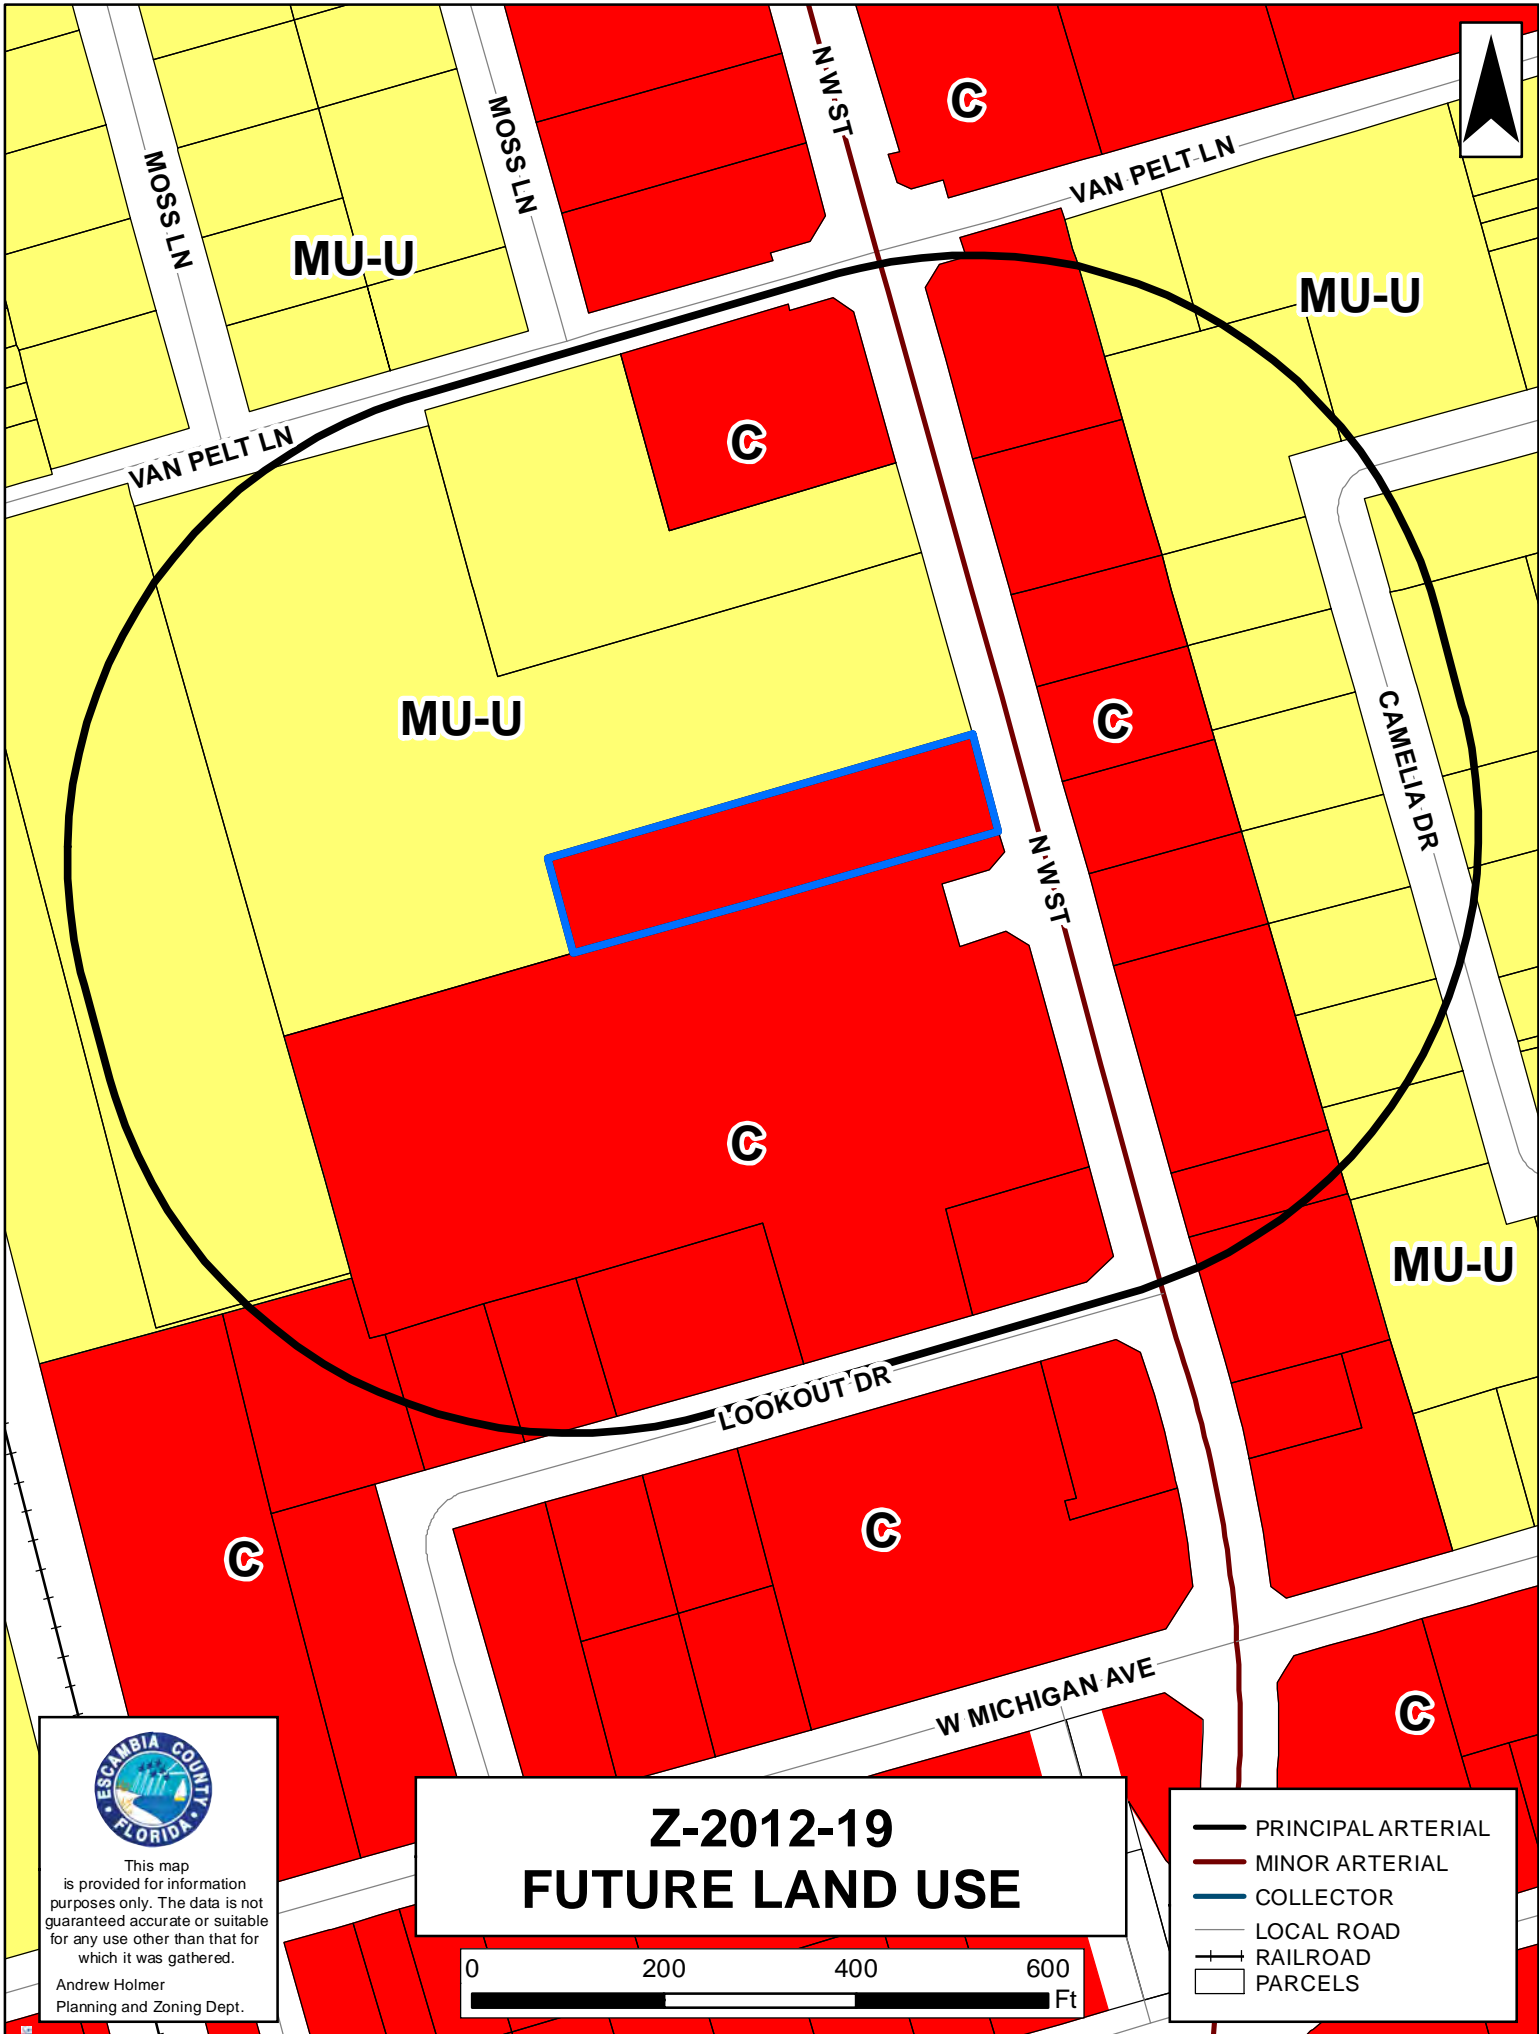 N W ST
C
MOSS LN
MOSS LN
VAN PELT LN
MU-U
MU-U
C
VAN PELT LN
MU-U
C
CAMELIA DR
N W ST
C
MU-U
LOOKOUT DR
C
C
W MICHIGAN AVE
C
ESCAMBIA COUNTY
FLORIDA
This map
is provided for information
purposes only. The data is not
guaranteed accurate or suitable
for any use other than that for
which it was gathered.
Andrew Holmer
Planning and Zoning Dept.
Z-2012-19
FUTURE LAND USE
0 200 400 600
Ft
PRINCIPAL ARTERIAL
MINOR ARTERIAL
COLLECTOR
LOCAL ROAD
RAILROAD
PARCELS